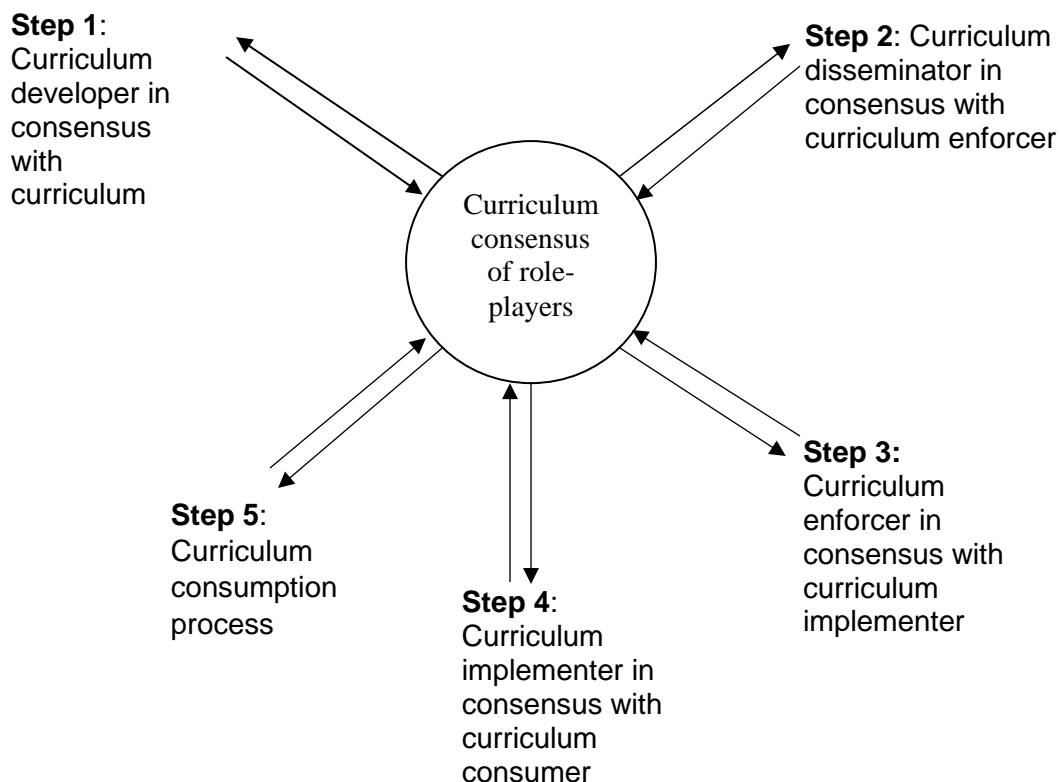 Step 1:
Curriculum
developer in
consensus
with
curriculum
Step 2: Curriculum
disseminator in
consensus with
curriculum enforcer
Curriculum
consensus
of role-
players
Step 3:
Curriculum
enforcer in
consensus with
curriculum
implementer
Step 4:
Curriculum
implementer in
consensus with
curriculum
consumer
Step 5:
Curriculum
consumption
process